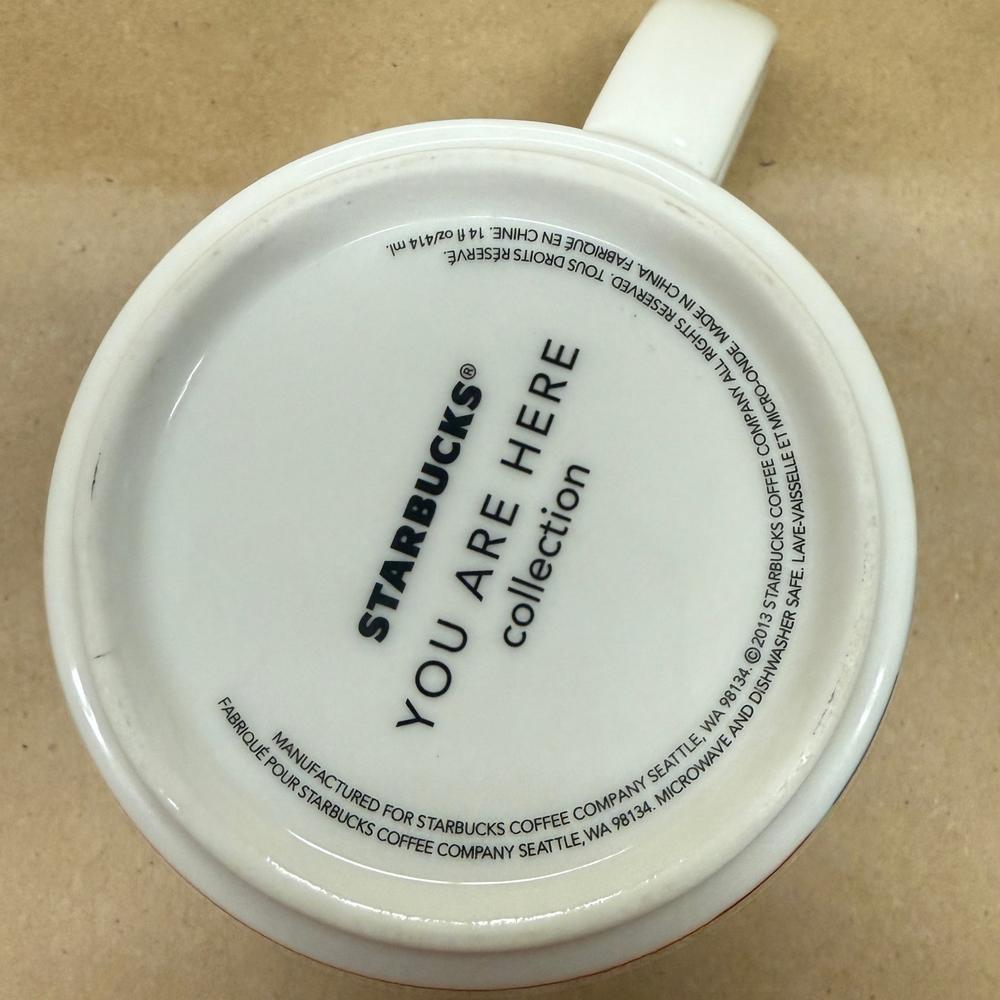 STARBUCKS®
YOU ARE HERE
collection
MANUFACTURED FOR STARBUCKS COFFEE COMPANY SEATTLE, WA 98134. ©2013 STARBUCKS COFFEE COMPANY ALL RIGHTS RESERVED. TOUS DROITS RÉSERVÉ.
FABRIQUÉ POUR STARBUCKS COFFEE COMPANY SEATTLE, WA 98134. MICROWAVE AND DISHWASHER SAFE. LAVE-VAISSELLE ET MICRO-ONDE. MADE IN CHINA. FABRIQUÉ EN CHINE. 14 fl oz/414 ml.